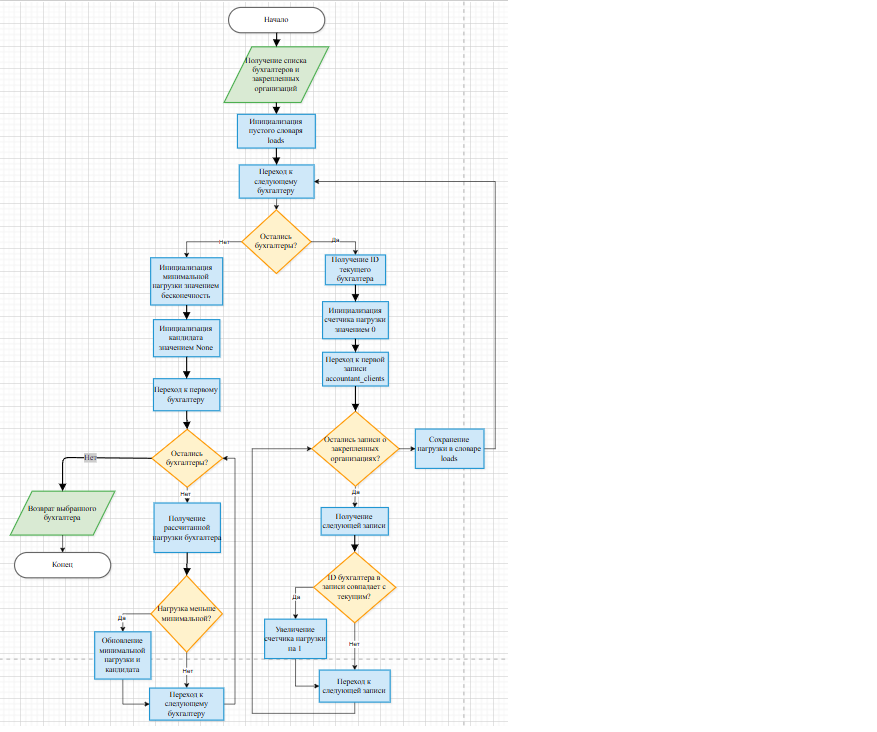 Начало
Получение списка
бухгалтеров и
закрепленных
организаций
Инициализация
пустого словаря
loads
Переход к
следующему
бухгалтеру
Остались
бухгалтеры?
Нет
Да
Инициализация
минимальной
нагрузки значением
бесконечность
Инициализация
кандидата
значением None
Переход к первому
бухгалтеру
Остались
бухгалтеры?
Нет
Возврат выбранного
бухгалтера
Конец
Нет
Получение
рассчитанной
нагрузки бухгалтера
Нагрузка меньше
минимальной?
Да
Обновление
минимальной
нагрузки и
кандидата
Нет
Переход к
следующему
бухгалтеру
Получение ID
текущего
бухгалтера
Инициализация
счетчика нагрузки
значением 0
Переход к первой
записи
accountant_clients
Остались записи о
закрепленных
организациях?
Сохранение
нагрузки в словаре
loads
Да
Получение
следующей записи
ID бухгалтера в
записи совпадает с
текущим?
Да
Увеличение
счетчика нагрузки
на 1
Нет
Переход к
следующей записи